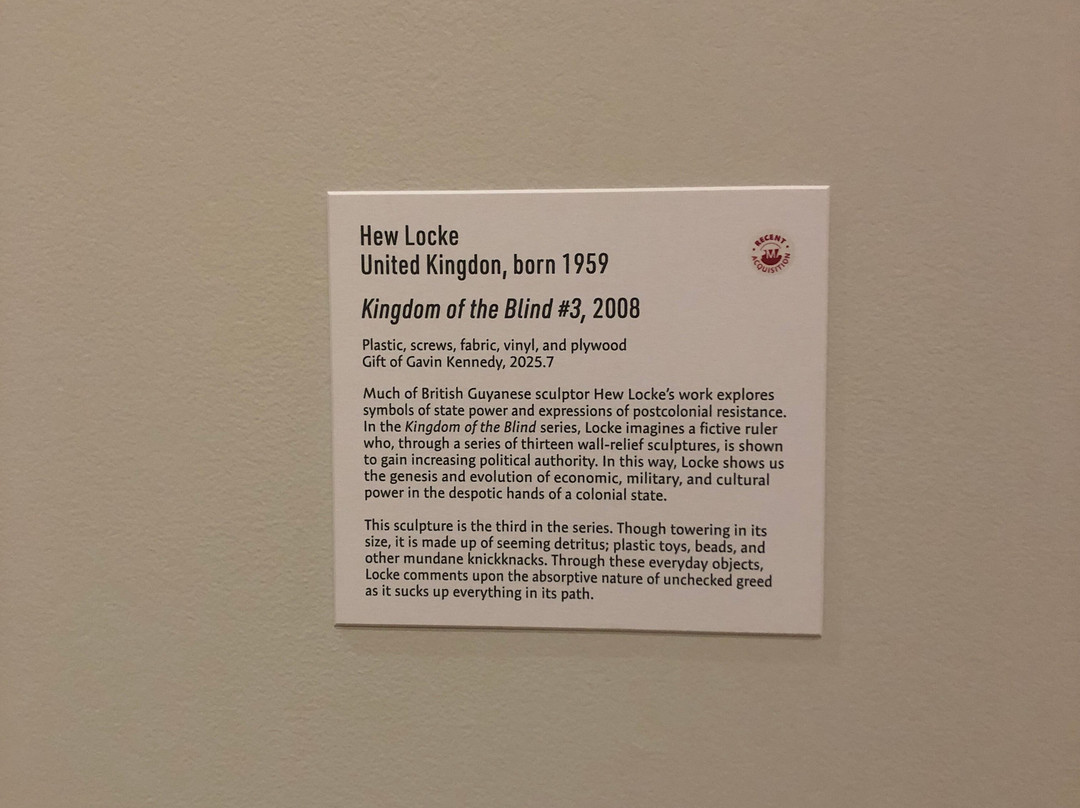 Hew Locke
United Kingdon, born 1959
RECENT
M
ACQUISITION
Kingdom of the Blind #3, 2008
Plastic, screws, fabric, vinyl, and plywood
Gift of Gavin Kennedy, 2025.7
Much of British Guyanese sculptor Hew Locke’s work explores
symbols of state power and expressions of postcolonial resistance.
In the Kingdom of the Blind series, Locke imagines a fictive ruler
who, through a series of thirteen wall-relief sculptures, is shown
to gain increasing political authority. In this way, Locke shows us
the genesis and evolution of economic, military, and cultural
power in the despotic hands of a colonial state.
This sculpture is the third in the series. Though towering in its
size, it is made up of seeming detritus; plastic toys, beads, and
other mundane knickknacks. Through these everyday objects,
Locke comments upon the absorptive nature of unchecked greed
as it sucks up everything in its path.